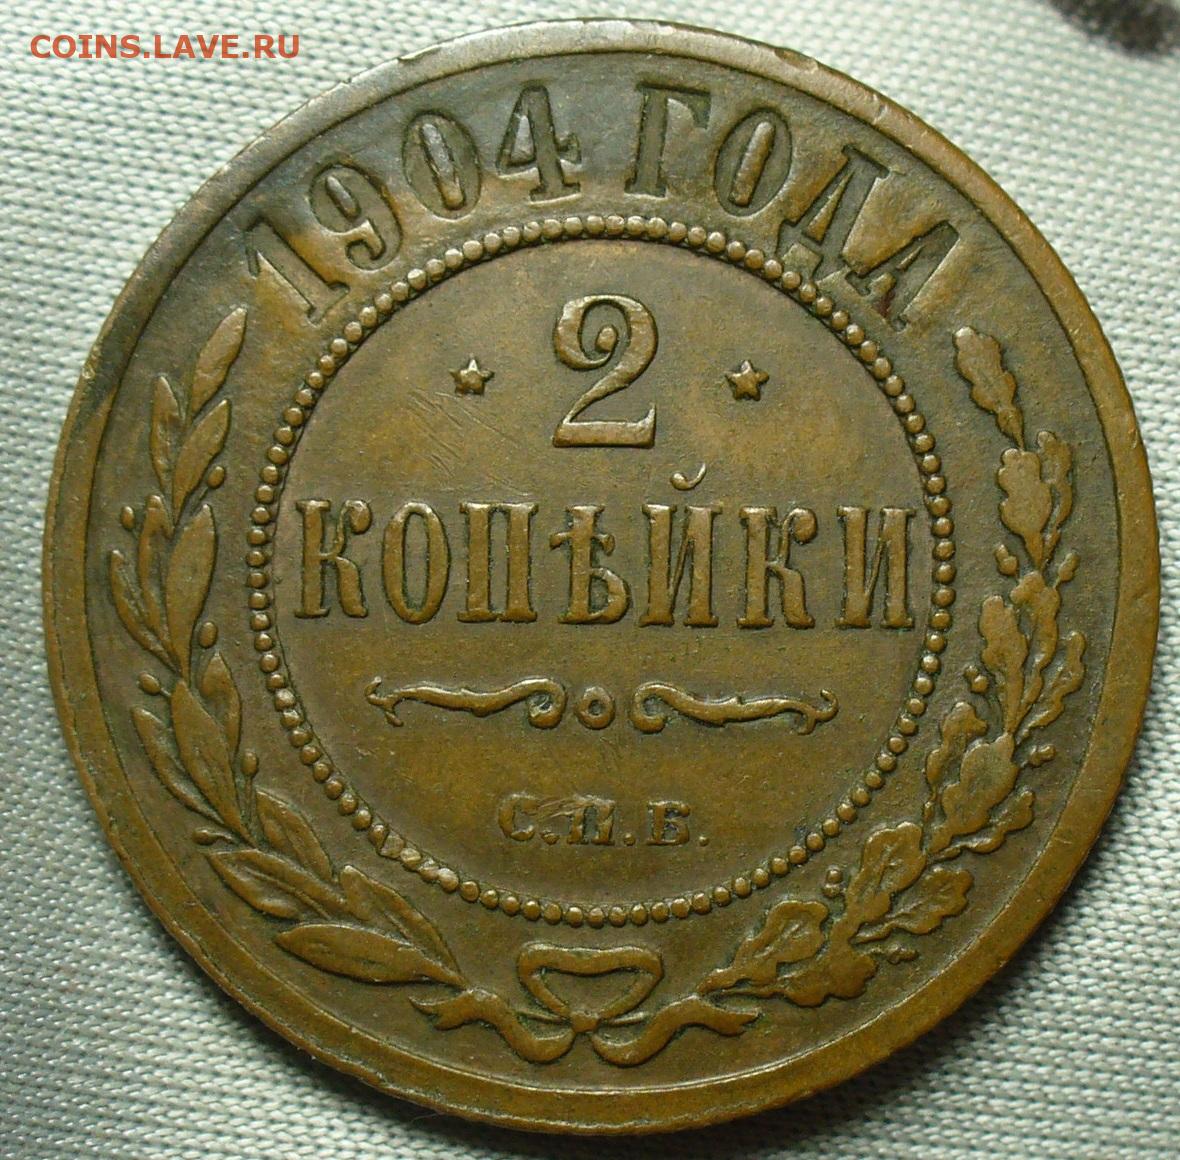 COINS.LAVE.RU
1904 ГОДА
2
КОПѢЙКИ
С.П.Б.